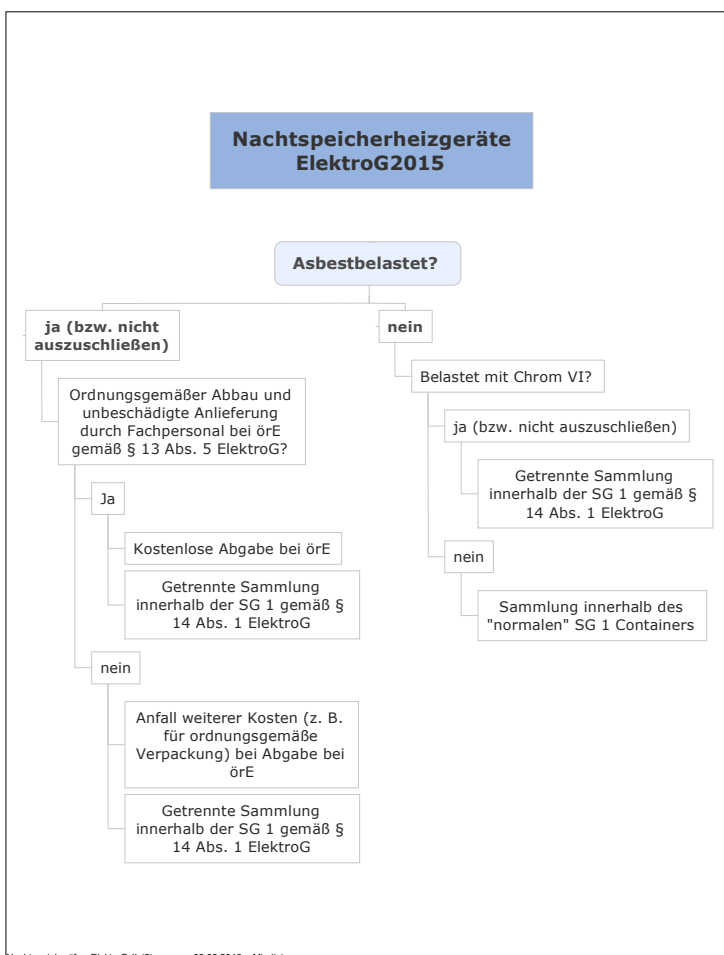 Nachtspeicherheizgeräte
ElektroG2015
Asbestbelastet?
ja (bzw. nicht
auszuschließen)
Ordnungsgemäßer Abbau und
unbeschädigte Anlieferung
durch Fachpersonal bei örE
gemäß § 13 Abs. 5 ElektroG?
Ja
Kostenlose Abgabe bei örE
Getrennte Sammlung
innerhalb der SG 1 gemäß §
14 Abs. 1 ElektroG
nein
Anfall weiterer Kosten (z. B.
für ordnungsgemäße
Verpackung) bei Abgabe bei
örE
Getrennte Sammlung
innerhalb der SG 1 gemäß §
14 Abs. 1 ElektroG
nein
Belastet mit Chrom VI?
ja (bzw. nicht auszuschließen)
Getrennte Sammlung
innerhalb der SG 1 gemäß §
14 Abs. 1 ElektroG
nein
Sammlung innerhalb des
"normalen" SG 1 Containers